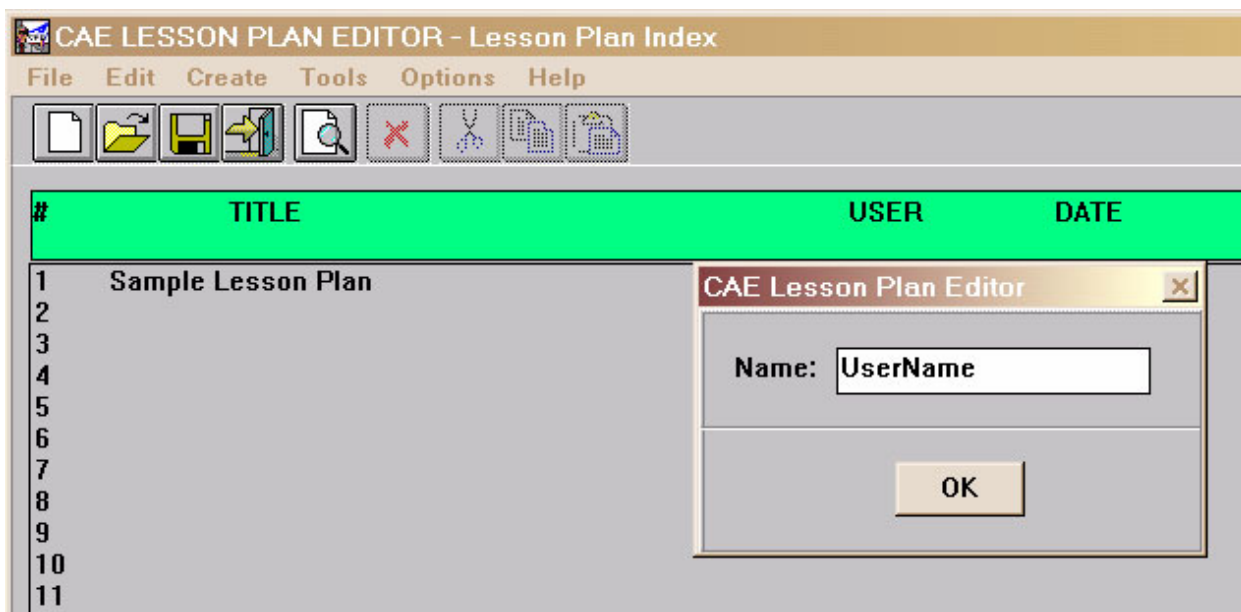 CAE LESSON PLAN EDITOR - Lesson Plan Index
File Edit Create Tools Options Help
# TITLE USER DATE
1 Sample Lesson Plan
2
3
4
5
6
7
8
9
10
11
CAE Lesson Plan Editor
Name: UserName
OK